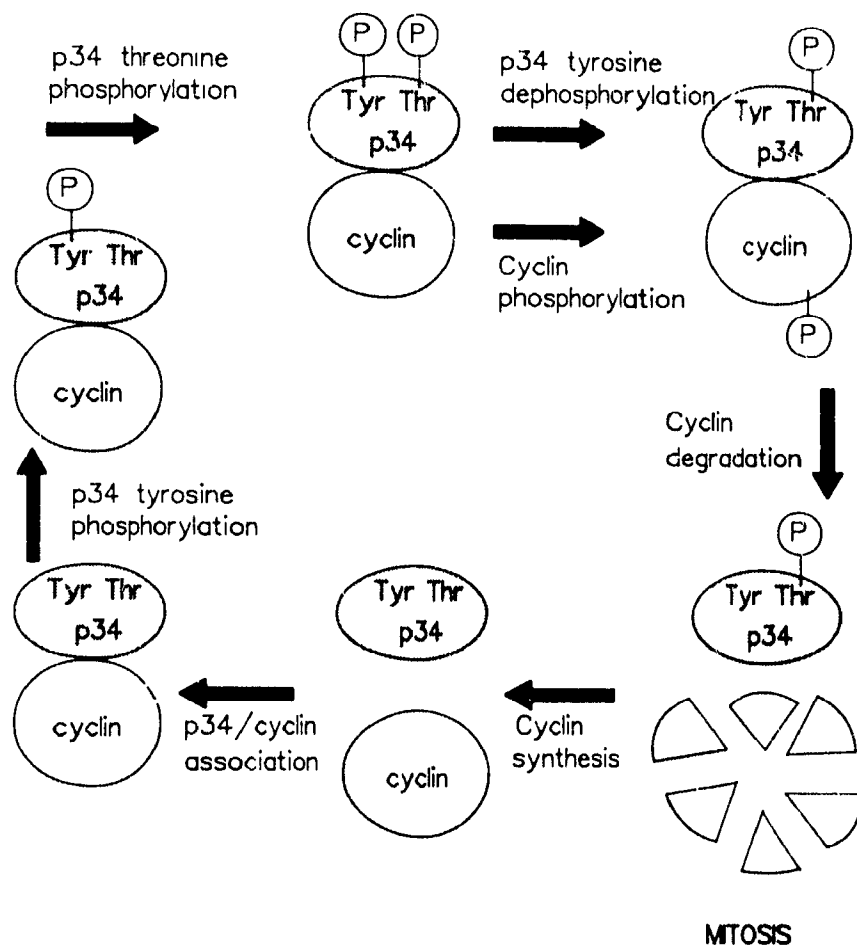 P P
p34 threonine
phosphorylation
Tyr Thr
p34
cyclin
p34 tyrosine
dephosphorylation
Cyclin
phosphorylation
P
Tyr Thr
p34
cyclin
P
P
Tyr Thr
p34
cyclin
Cyclin
degradation
p34 tyrosine
phosphorylation
P
Tyr Thr
p34
Tyr Thr
p34
Tyr Thr
p34
cyclin
p34/cyclin
association
cyclin
Cyclin
synthesis
MITOSIS